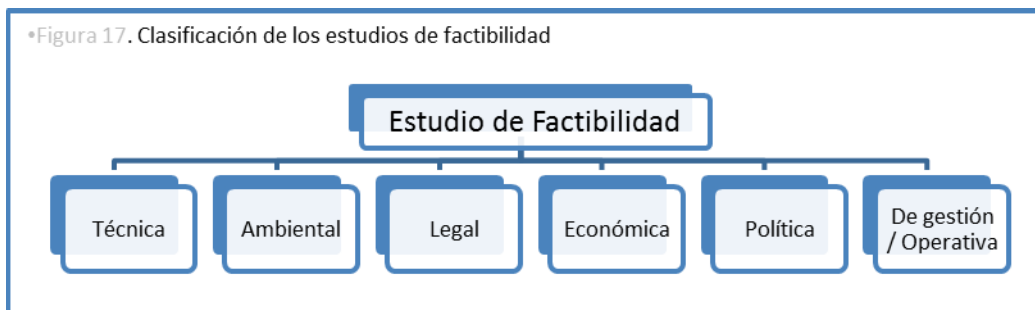 •Figura 17. Clasificación de los estudios de factibilidad
Estudio de Factibilidad
Técnica
Ambiental
Legal
Económica
Política
De gestión
/ Operativa